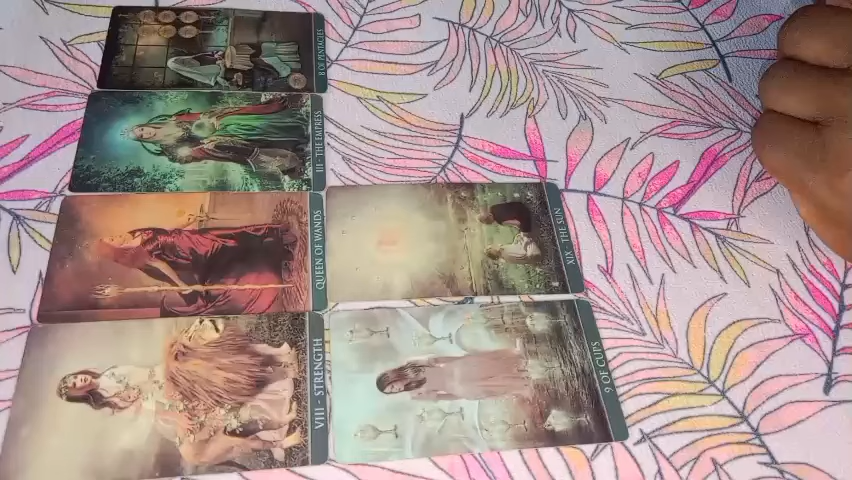 8 OF PENTACLES
III - THE EMPRESS
QUEEN OF WANDS
VIII - STRENGTH
XIX - THE SUN
9 OF CUPS